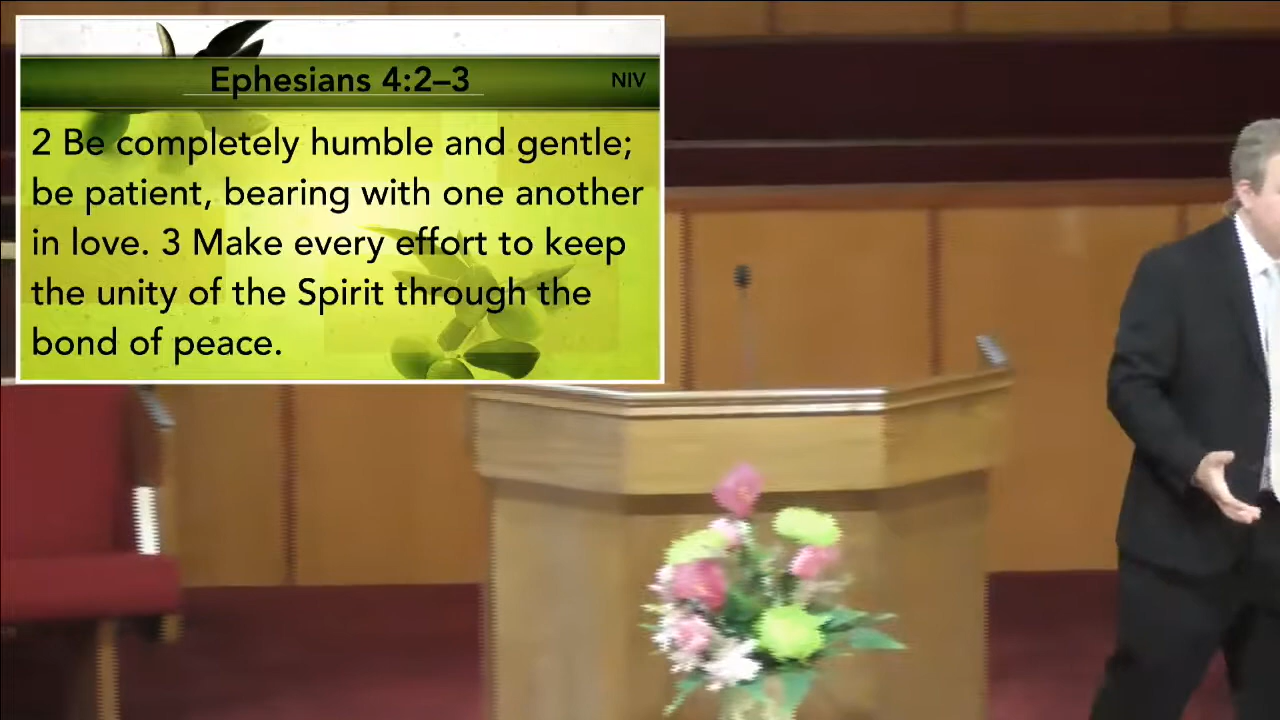 Ephesians 4:2–3 NIV
2 Be completely humble and gentle;
be patient, bearing with one another
in love. 3 Make every effort to keep
the unity of the Spirit through the
bond of peace.